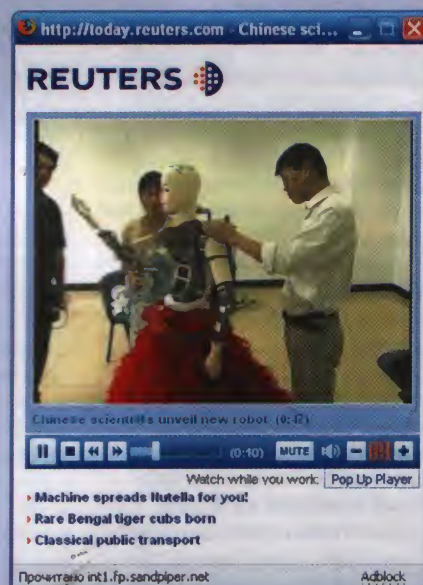 http://today.reuters.com - Chinese sci...
REUTERS
Chinese scientists unveil new robot (0:42)
(0:10) MUTE
Watch while you work: Pop Up Player
Machine spreads Nutella for you!
Rare Bengal tiger cubs born
Classical public transport
Прочитано int1.fp.sandpiper.net Adblock